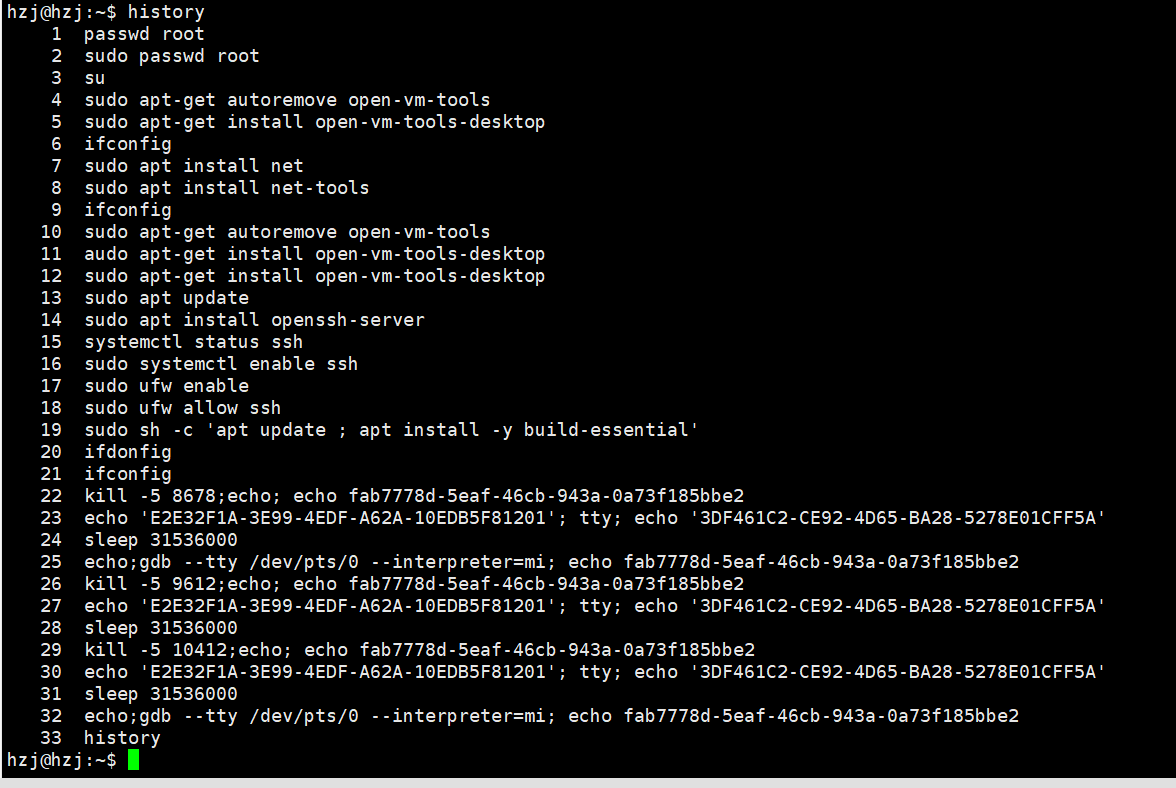 hzj@hzj:~$ history
1 passwd root
2 sudo passwd root
3 su
4 sudo apt-get autoremove open-vm-tools
5 sudo apt-get install open-vm-tools-desktop
6 ifconfig
7 sudo apt install net
8 sudo apt install net-tools
9 ifconfig
10 sudo apt-get autoremove open-vm-tools
11 audo apt-get install open-vm-tools-desktop
12 sudo apt-get install open-vm-tools-desktop
13 sudo apt update
14 sudo apt install openssh-server
15 systemctl status ssh
16 sudo systemctl enable ssh
17 sudo ufw enable
18 sudo ufw allow ssh
19 sudo sh -c 'apt update ; apt install -y build-essential'
20 ifdonfig
21 ifconfig
22 kill -5 8678;echo; echo fab7778d-5eaf-46cb-943a-0a73f185bbe2
23 echo 'E2E32F1A-3E99-4EDF-A62A-10EDB5F81201'; tty; echo '3DF461C2-CE92-4D65-BA28-5278E01CFF5A'
24 sleep 31536000
25 echo;gdb --tty /dev/pts/0 --interpreter=mi; echo fab7778d-5eaf-46cb-943a-0a73f185bbe2
26 kill -5 9612;echo; echo fab7778d-5eaf-46cb-943a-0a73f185bbe2
27 echo 'E2E32F1A-3E99-4EDF-A62A-10EDB5F81201'; tty; echo '3DF461C2-CE92-4D65-BA28-5278E01CFF5A'
28 sleep 31536000
29 kill -5 10412;echo; echo fab7778d-5eaf-46cb-943a-0a73f185bbe2
30 echo 'E2E32F1A-3E99-4EDF-A62A-10EDB5F81201'; tty; echo '3DF461C2-CE92-4D65-BA28-5278E01CFF5A'
31 sleep 31536000
32 echo;gdb --tty /dev/pts/0 --interpreter=mi; echo fab7778d-5eaf-46cb-943a-0a73f185bbe2
33 history
hzj@hzj:~$